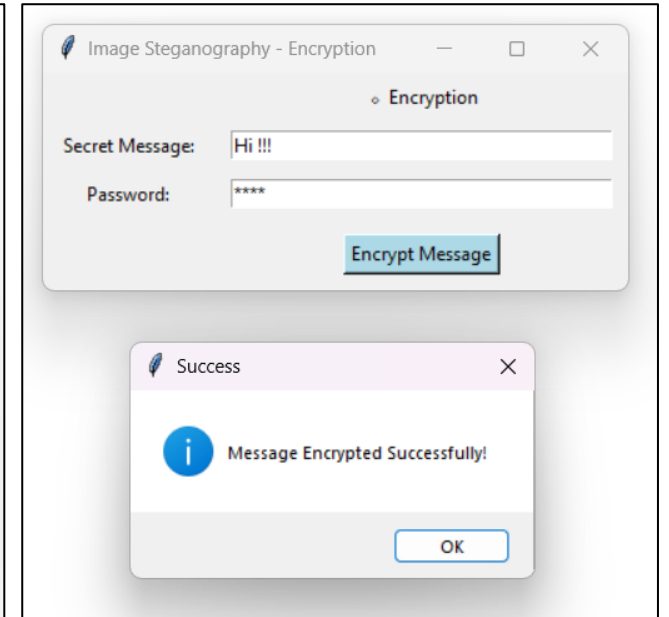 Image Steganography - Encryption
Encryption
Secret Message: Hi !!!
Password: ****
Encrypt Message
Success
Message Encrypted Successfully!
OK